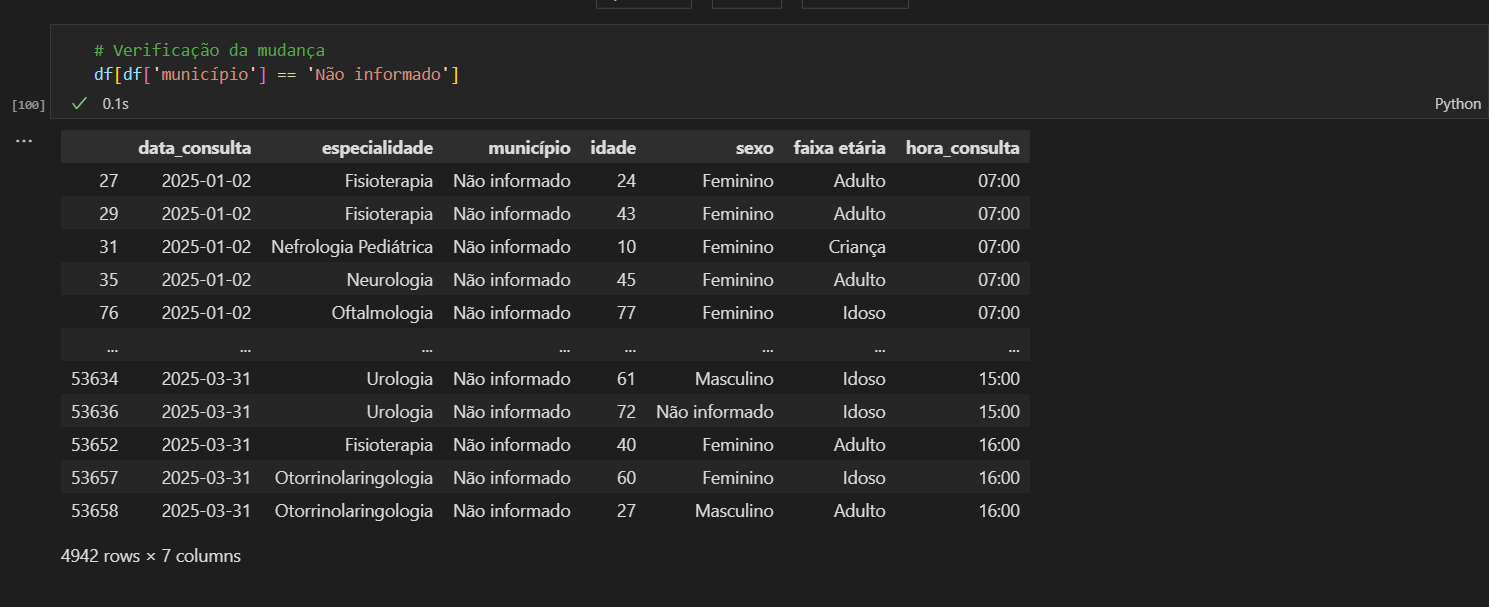 # Verificação da mudança
df[df['município'] == 'Não informado']
[100] 0.1s Python
...
data_consulta especialidade município idade sexo faixa etária hora_consulta
27 2025-01-02 Fisioterapia Não informado 24 Feminino Adulto 07:00
29 2025-01-02 Fisioterapia Não informado 43 Feminino Adulto 07:00
31 2025-01-02 Nefrologia Pediátrica Não informado 10 Feminino Criança 07:00
35 2025-01-02 Neurologia Não informado 45 Feminino Adulto 07:00
76 2025-01-02 Oftalmologia Não informado 77 Feminino Idoso 07:00
... ... ... ... ... ... ... ...
53634 2025-03-31 Urologia Não informado 61 Masculino Idoso 15:00
53636 2025-03-31 Urologia Não informado 72 Não informado Idoso 15:00
53652 2025-03-31 Fisioterapia Não informado 40 Feminino Adulto 16:00
53657 2025-03-31 Otorrinolaringologia Não informado 60 Feminino Idoso 16:00
53658 2025-03-31 Otorrinolaringologia Não informado 27 Masculino Adulto 16:00
4942 rows × 7 columns